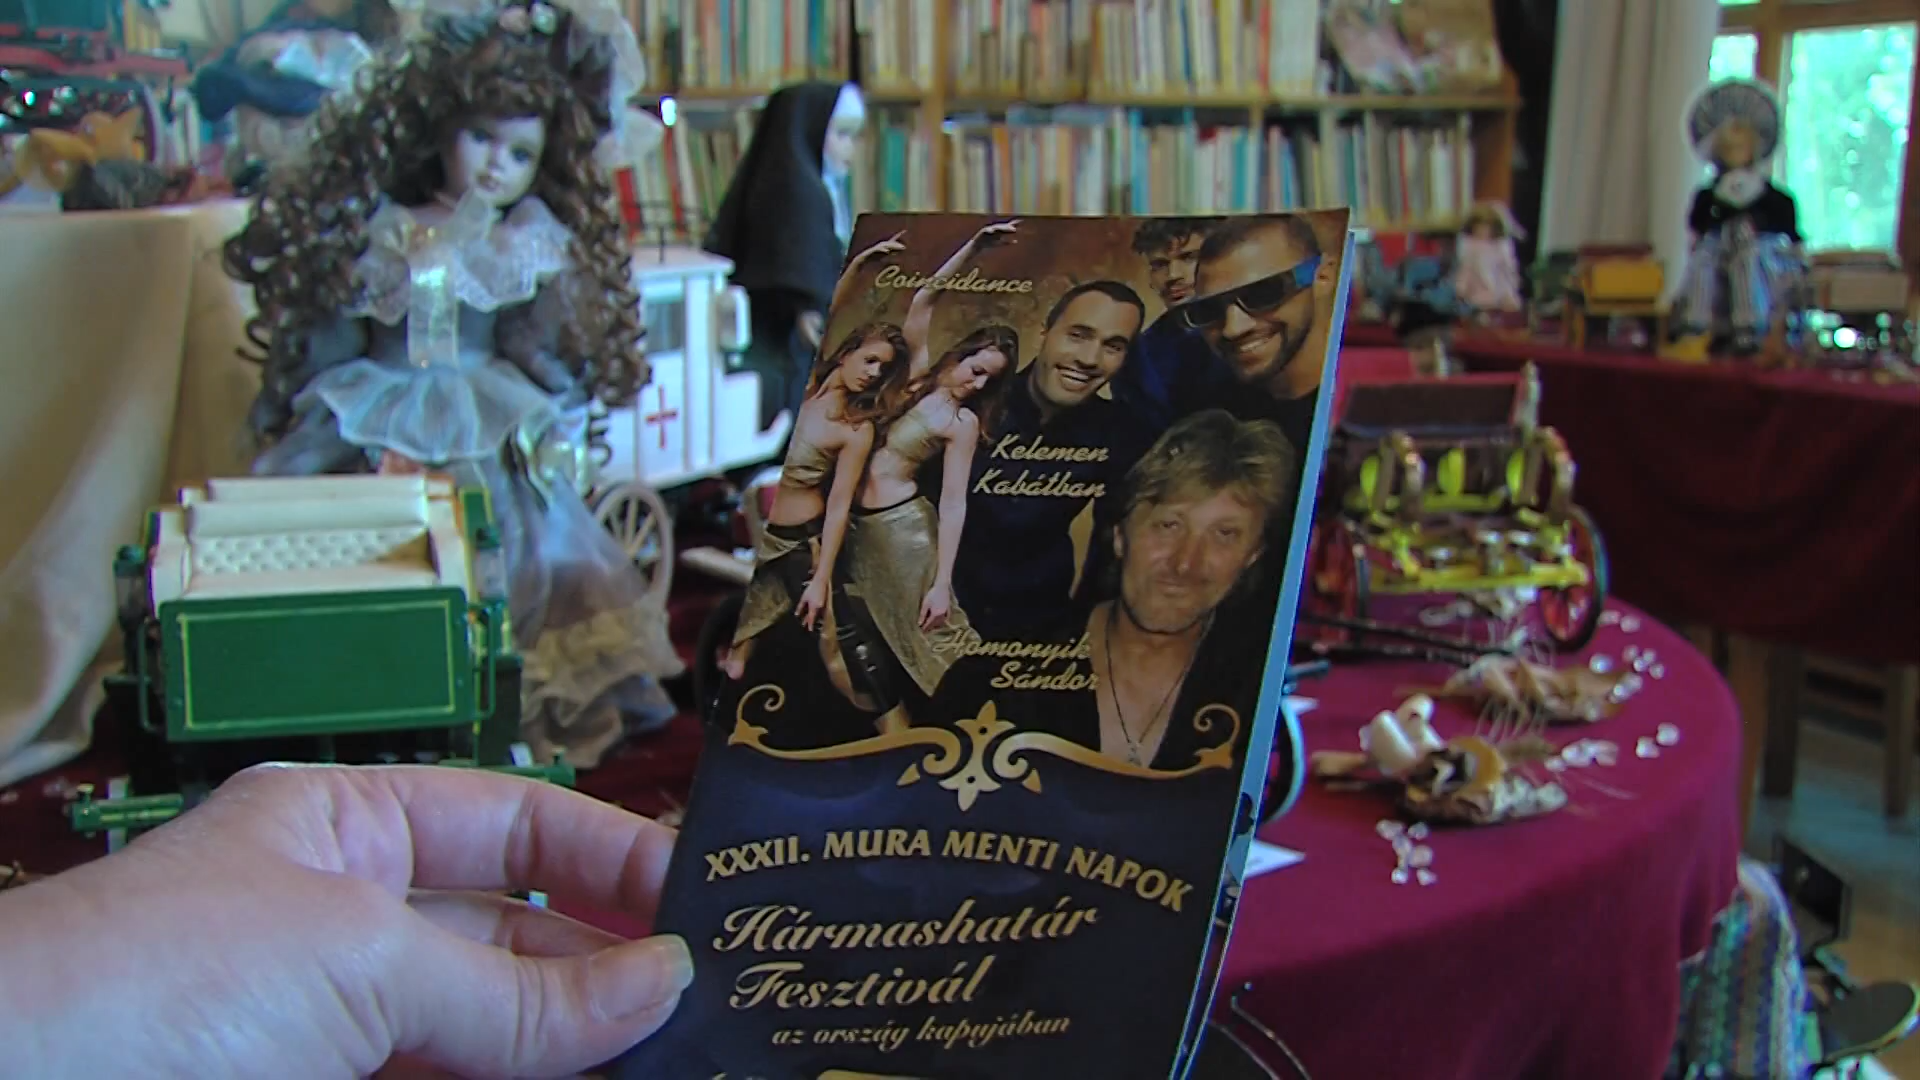 Coincidance
Kelemen
Kabátban
Homonyik
Sándor
XXXII. MURA MENTI NAPOK
Hármashatár
Fesztivál
az ország kapujában